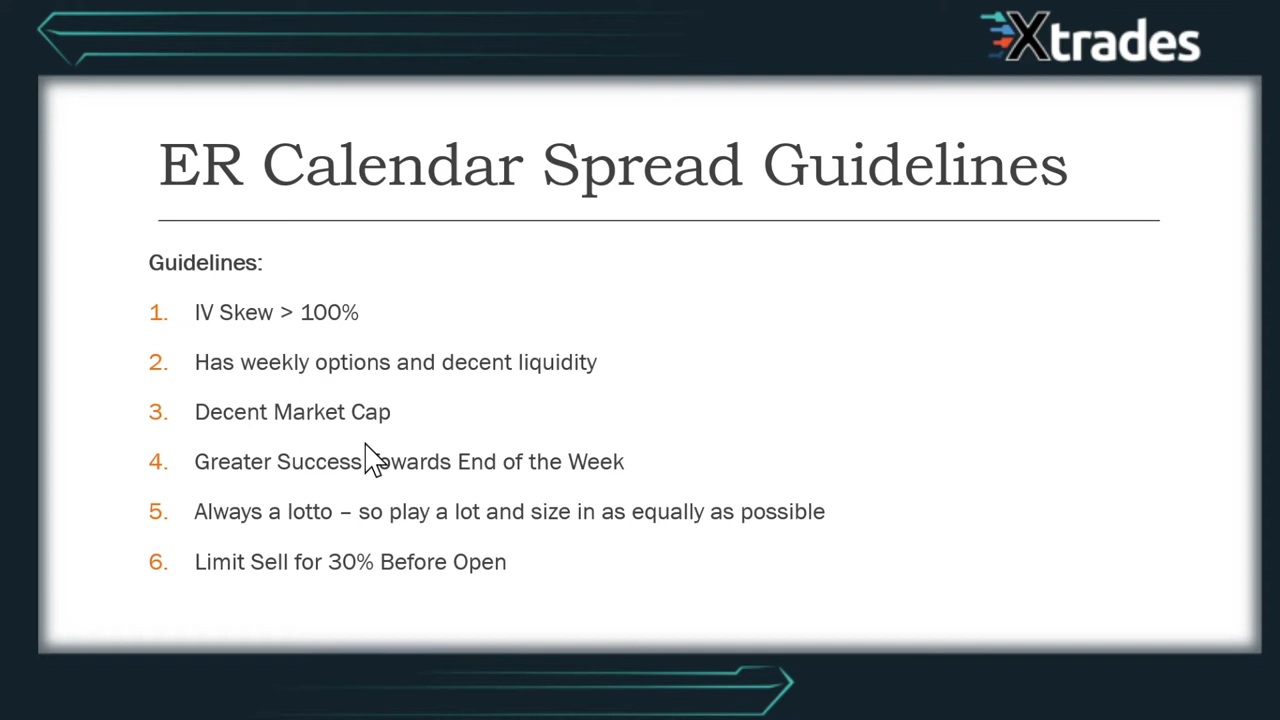 Xtrades
ER Calendar Spread Guidelines
Guidelines:
1. IV Skew > 100%
2. Has weekly options and decent liquidity
3. Decent Market Cap
4. Greater Success Towards End of the Week
5. Always a lotto – so play a lot and size in as equally as possible
6. Limit Sell for 30% Before Open